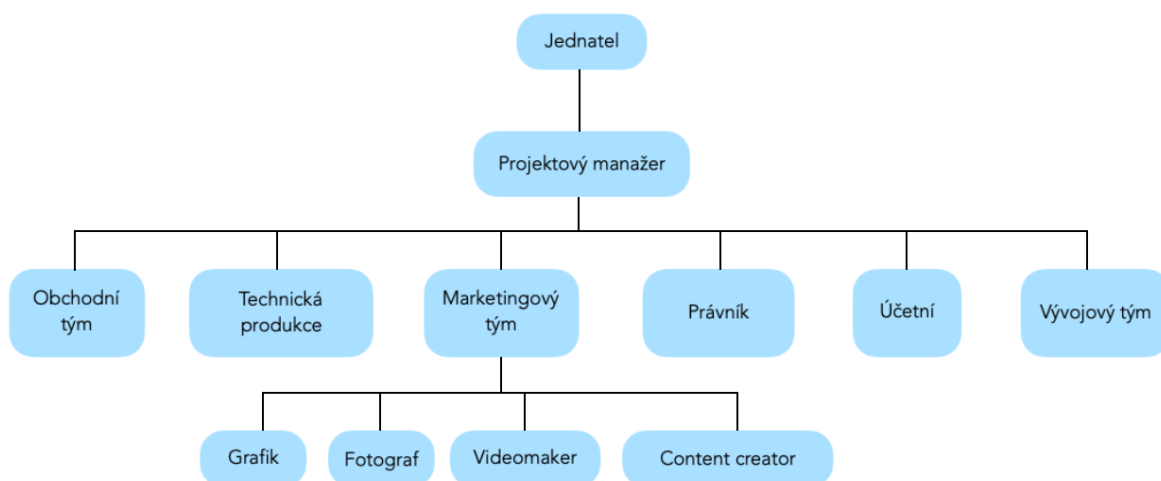 Jednatel
Projektový manažer
Obchodní
tým
Technická
produkce
Marketingový
tým
Právník
Účetní
Vývojový tým
Grafik
Fotograf
Videomaker
Content creator